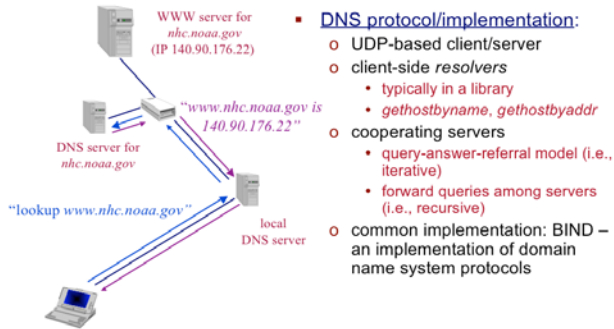 WWW server for
nhc.noaa.gov
(IP 140.90.176.22)
“www.nhc.noaa.gov is
140.90.176.22”
DNS server for
nhc.noaa.gov
“lookup www.nhc.noaa.gov”
local
DNS server
▪ DNS protocol/implementation:
o UDP-based client/server
o client-side resolvers
• typically in a library
• gethostbyname, gethostbyaddr
o cooperating servers
• query-answer-referral model (i.e.,
iterative)
• forward queries among servers
(i.e., recursive)
o common implementation: BIND –
an implementation of domain
name system protocols